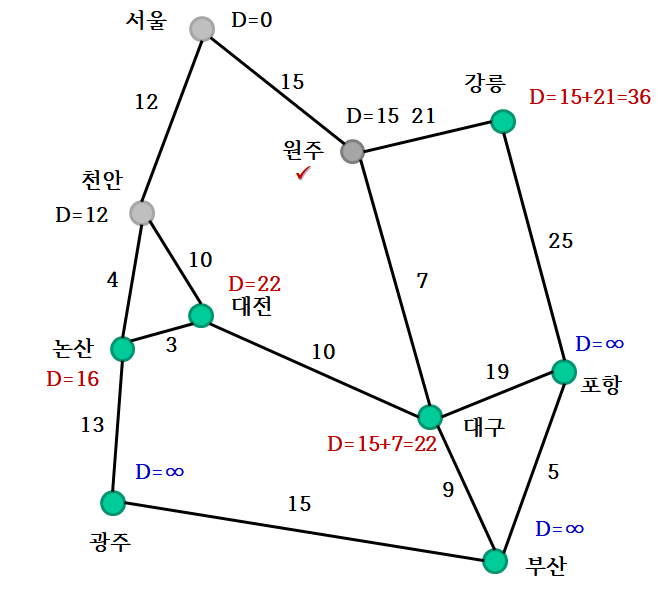 서울 D=0
강릉
15
D=15+21=36
12
D=15 21
원주
천안
D=12
25
10
4
7
D=22
대전
D=∞
논산
3
10
19
포항
D=16
대구
13
D=15+7=22
D=∞
5
9
15
D=∞
광주
부산